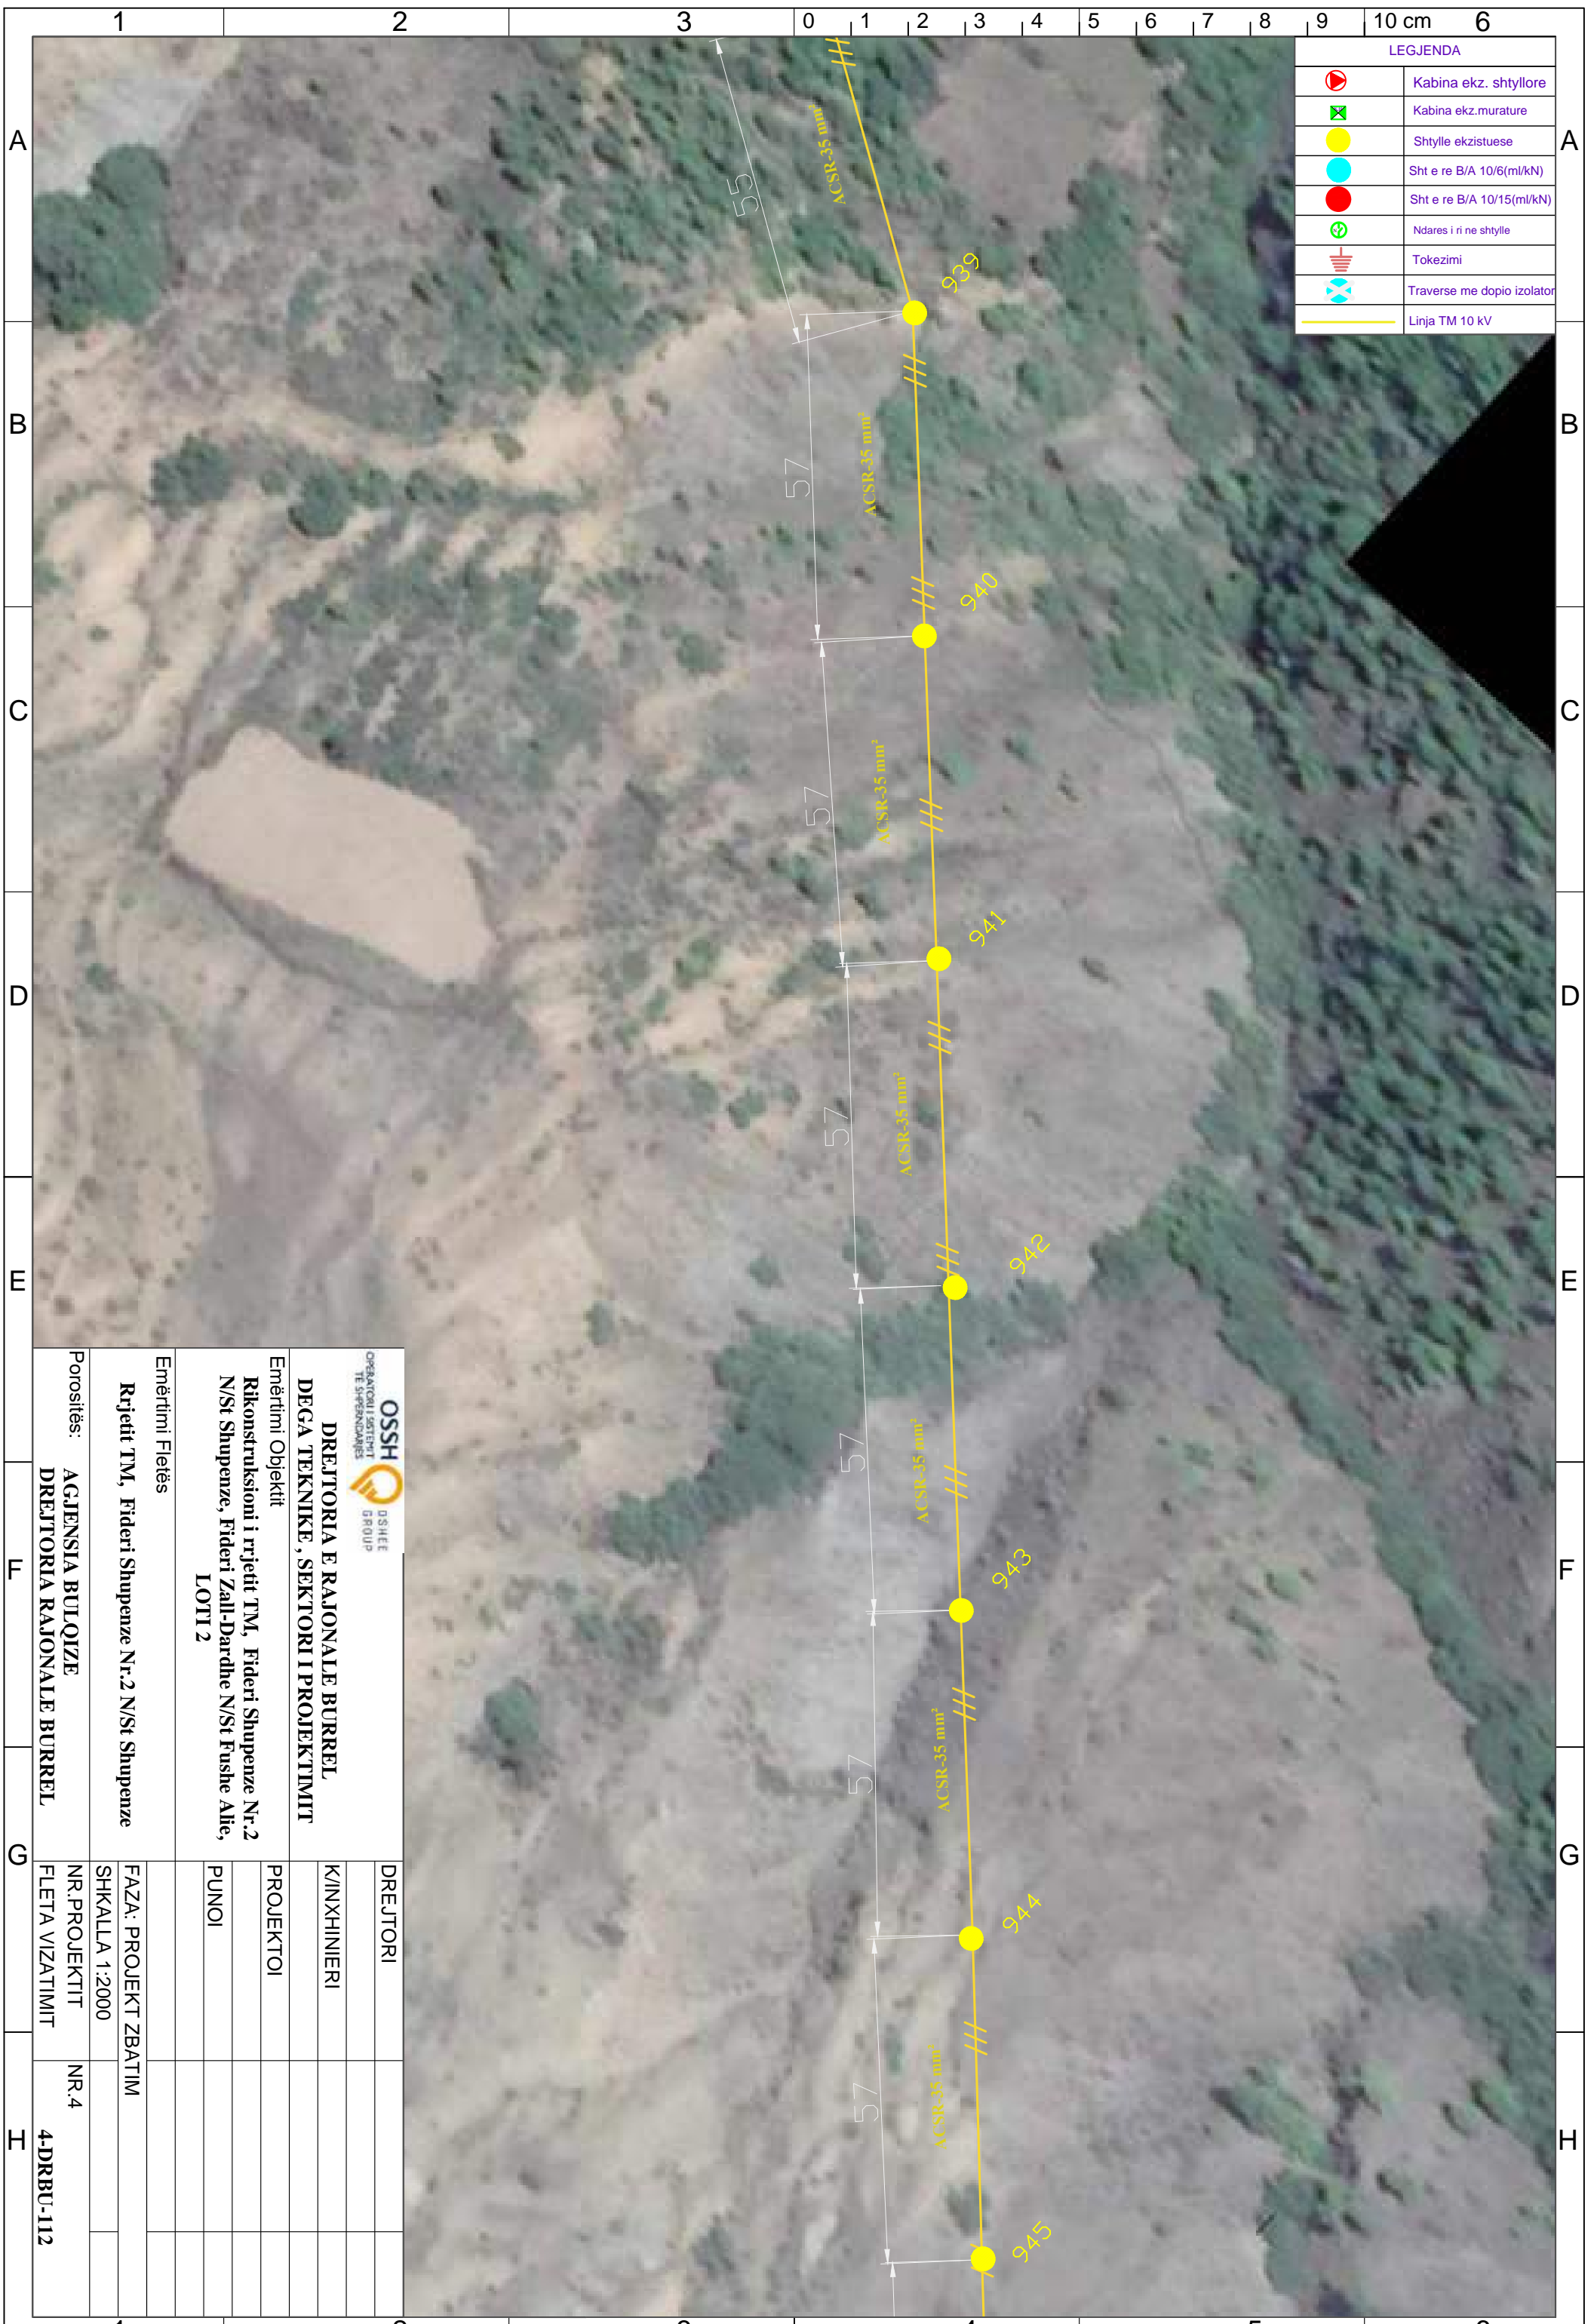 1 2 3 0 1 2 3 4 5 6 7 8 9 10 cm 6
LEGJENDA
Kabina ekz. shtyllore
Kabina ekz.murature
Shtylle ekzistuese
Sht e re B/A 10/6(ml/kN)
Sht e re B/A 10/15(ml/kN)
Ndares i ri ne shtylle
Tokezimi
Traverse me dopio izolator
Linja TM 10 kV
A A
B B
C C
D D
E E
F F
G G
H H
ACSR-35 mm²
55
939
57
ACSR-35 mm²
940
57
ACSR-35 mm²
941
57
ACSR-35 mm²
942
57
ACSR-35 mm²
943
57
ACSR-35 mm²
944
57
ACSR-35 mm²
945
OSSH
OPERATORI I SISTEMIT
TË SHPËRNDARJES
OSHEE
GROUP
DREJTORIA E RAJONALE BURREL
DEGA TEKNIKE , SEKTORI I PROJEKTIMIT
Emërtimi Objektit
Rikonstruksioni i rrjetit TM, Fideri Shupenze Nr.2
N/St Shupenze, Fideri Zall-Dardhe N/St Fushe Alie,
LOTI 2
Emërtimi Fletës
Rrjetit TM, Fideri Shupenze Nr.2 N/St Shupenze
Porositës:
AGJENSIA BULQIZE
DREJTORIA RAJONALE BURREL
DREJTORI
K/INXHINIERI
PROJEKTOI
PUNOI
FAZA: PROJEKT ZBATIM
SHKALLA 1:2000
NR.PROJEKTIT NR.4
FLETA VIZATIMIT 4-DRBU-112